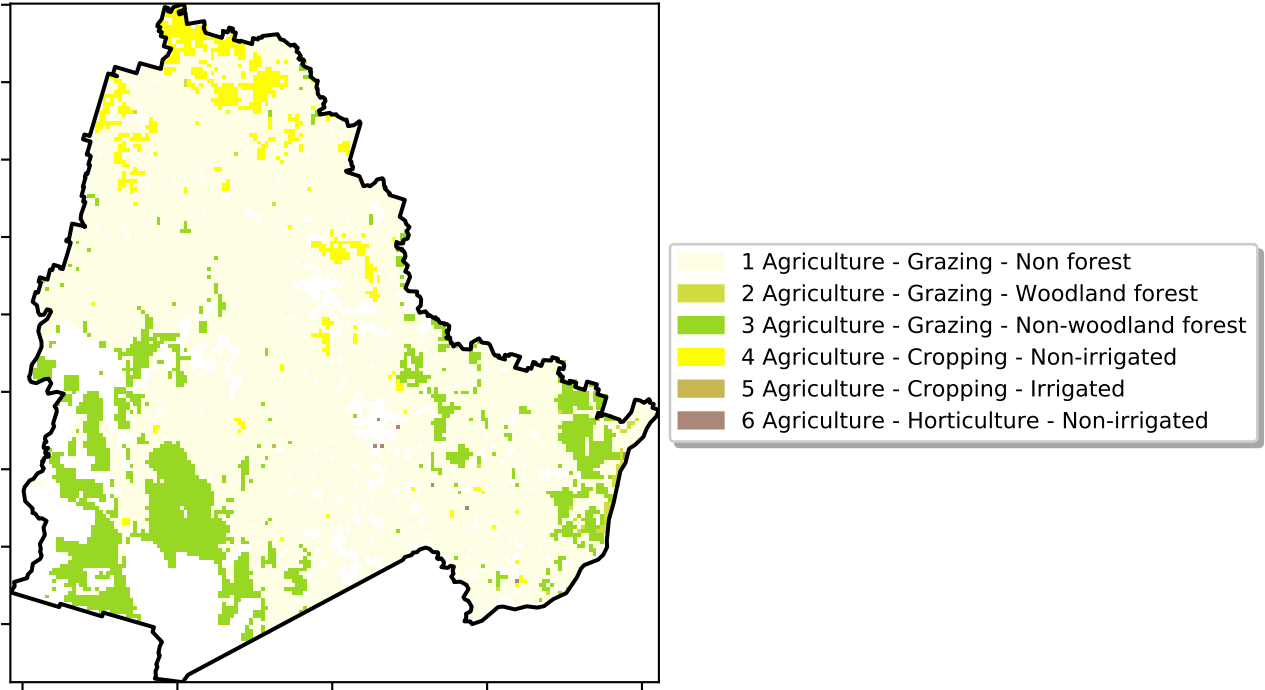 1 Agriculture - Grazing - Non forest
2 Agriculture - Grazing - Woodland forest
3 Agriculture - Grazing - Non-woodland forest
4 Agriculture - Cropping - Non-irrigated
5 Agriculture - Cropping - Irrigated
6 Agriculture - Horticulture - Non-irrigated